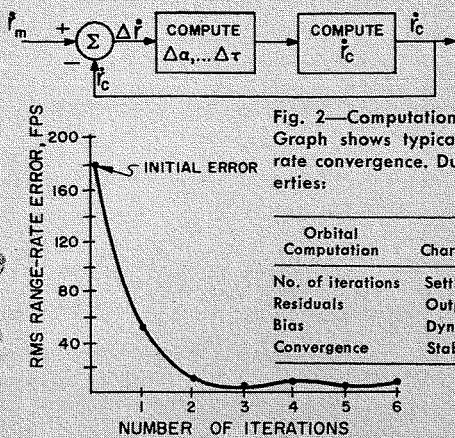 ṙm + Σ Δṙ COMPUTE Δα,...Δτ COMPUTE ṙc ṙc
− ṙc
Fig. 2—Computation
Graph shows typical
rate convergence. Du
erties:
RMS RANGE-RATE ERROR, FPS
200
160
120
80
40
INITIAL ERROR
1 2 3 4 5 6
NUMBER OF ITERATIONS
Orbital
Computation Char
No. of iterations Sett
Residuals Outp
Bias Dyn
Convergence Stab